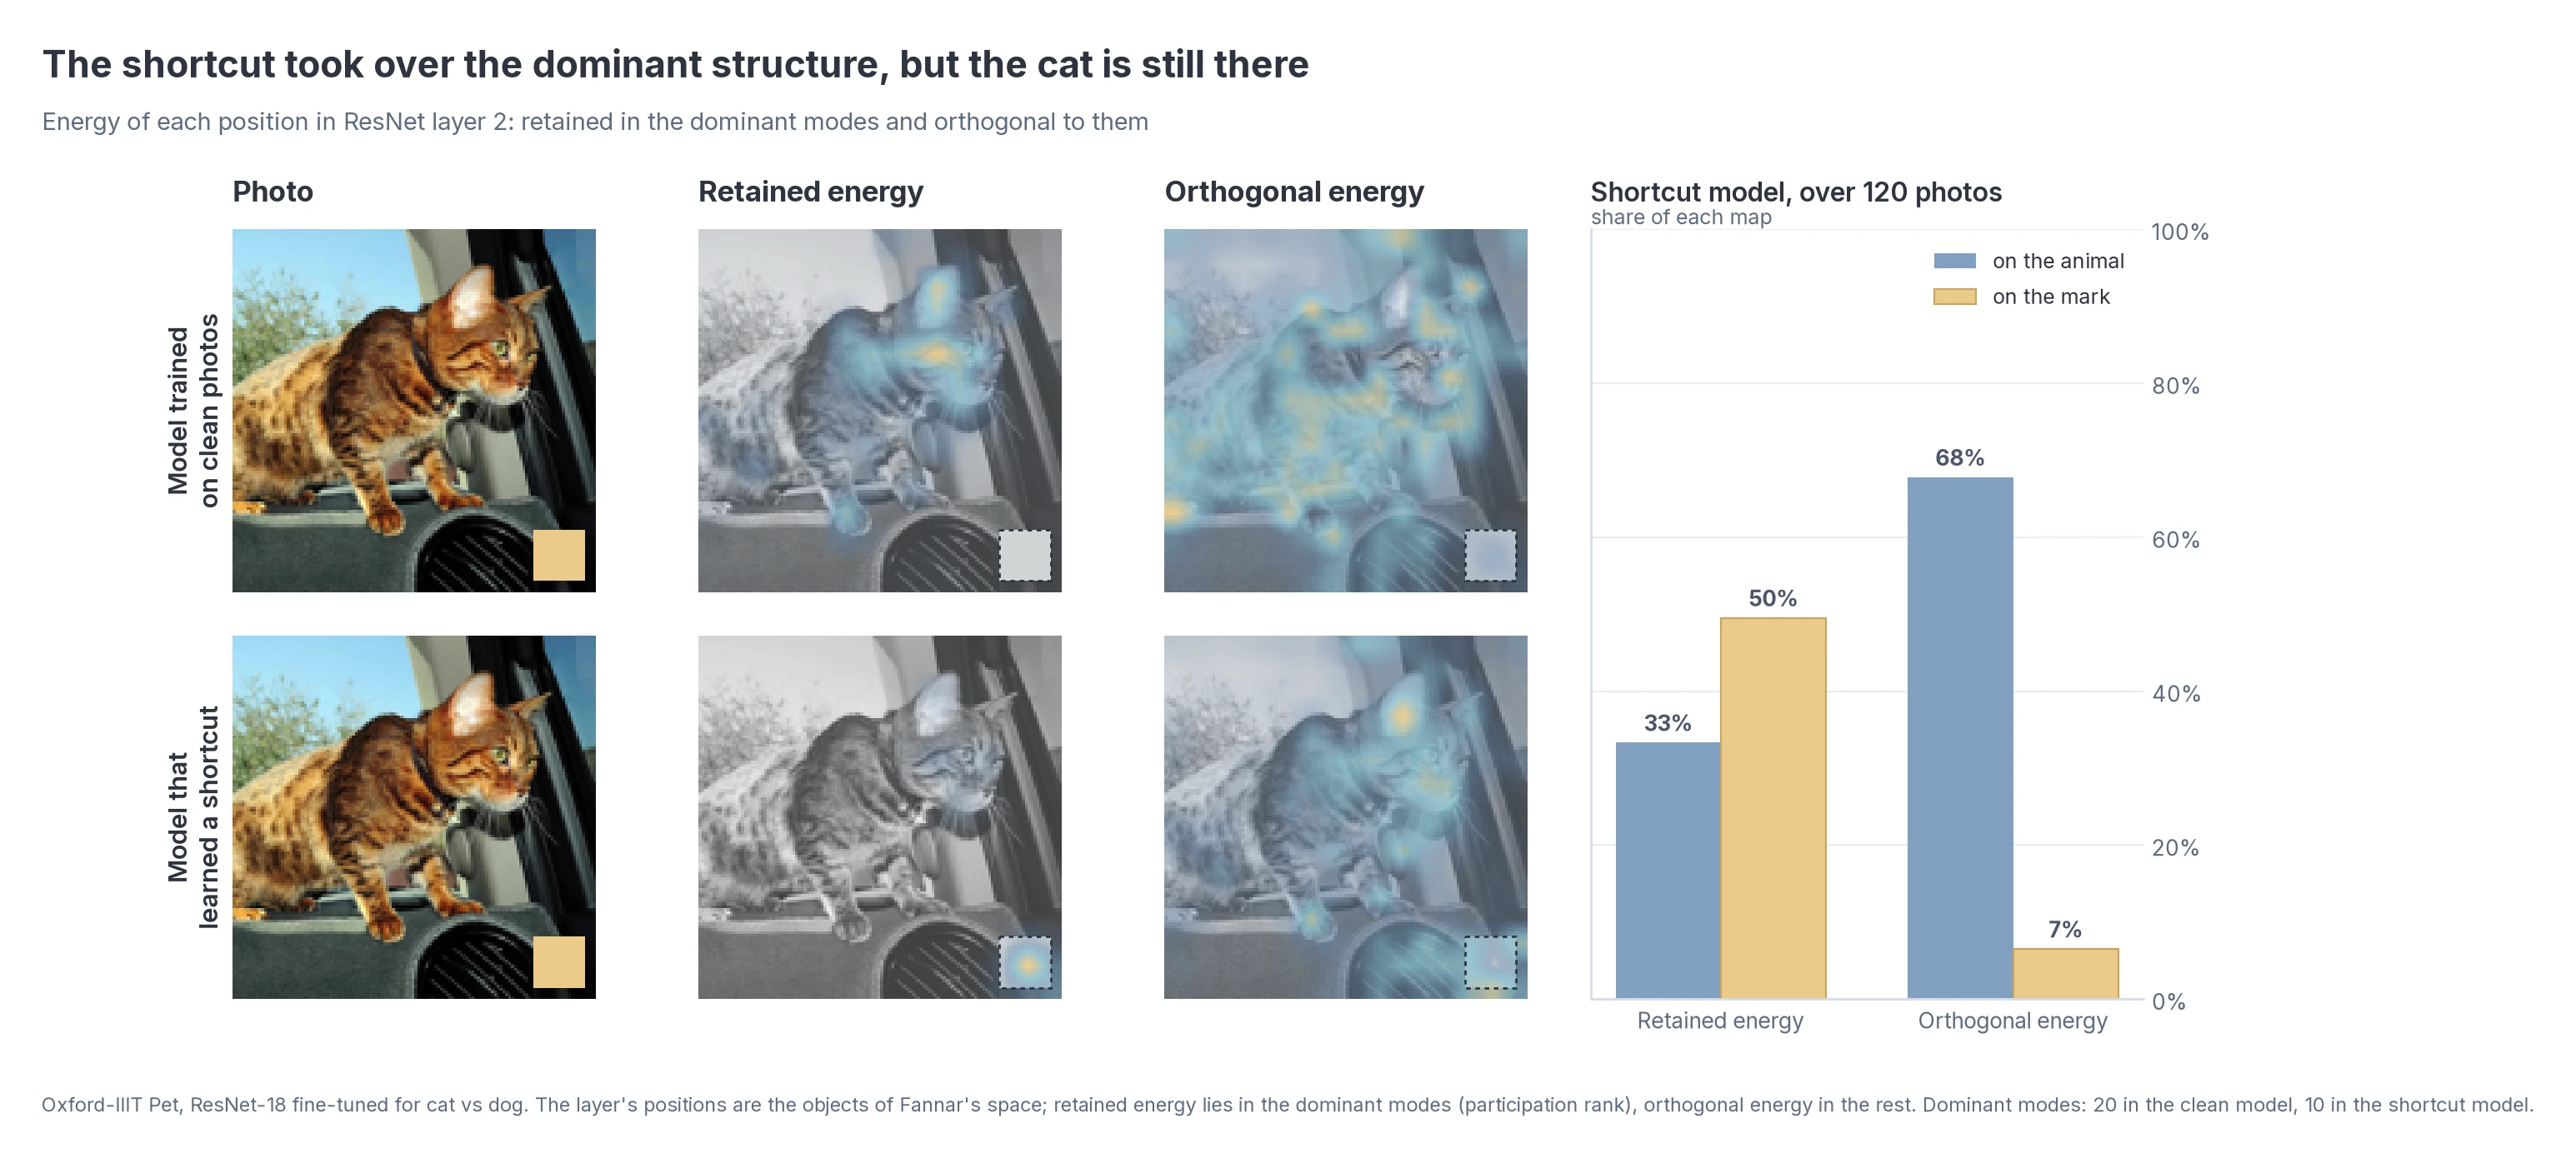 The shortcut took over the dominant structure, but the cat is still there
Energy of each position in ResNet layer 2: retained in the dominant modes and orthogonal to them
Photo
Retained energy
Orthogonal energy
Shortcut model, over 120 photos
share of each map
Model trained
on clean photos
Model that
learned a shortcut
on the animal
on the mark
100%
80%
60%
40%
20%
0%
33%
50%
68%
7%
Retained energy
Orthogonal energy
Oxford-IIIT Pet, ResNet-18 fine-tuned for cat vs dog. The layer's positions are the objects of Fannar's space; retained energy lies in the dominant modes (participation rank), orthogonal energy in the rest. Dominant modes: 20 in the clean model, 10 in the shortcut model.